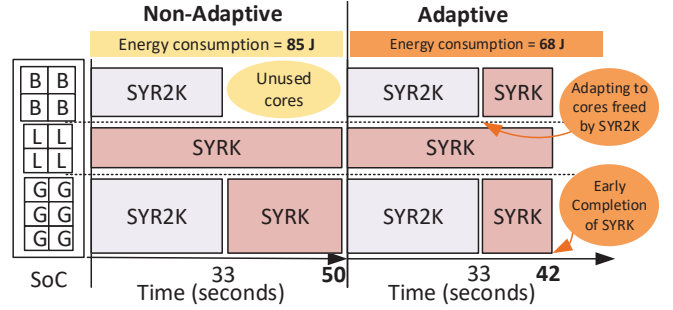 Non-Adaptive
Adaptive
Energy consumption = 85 J
Energy consumption = 68 J
B B
B B
L L
L L
G G
G G
G G
SoC
SYR2K
Unused
cores
SYRK
SYR2K
SYRK
33
50
Time (seconds)
SYR2K
SYRK
Adapting to
cores freed
by SYR2K
SYRK
SYR2K
SYRK
Early
Completion
of SYRK
33
42
Time (seconds)